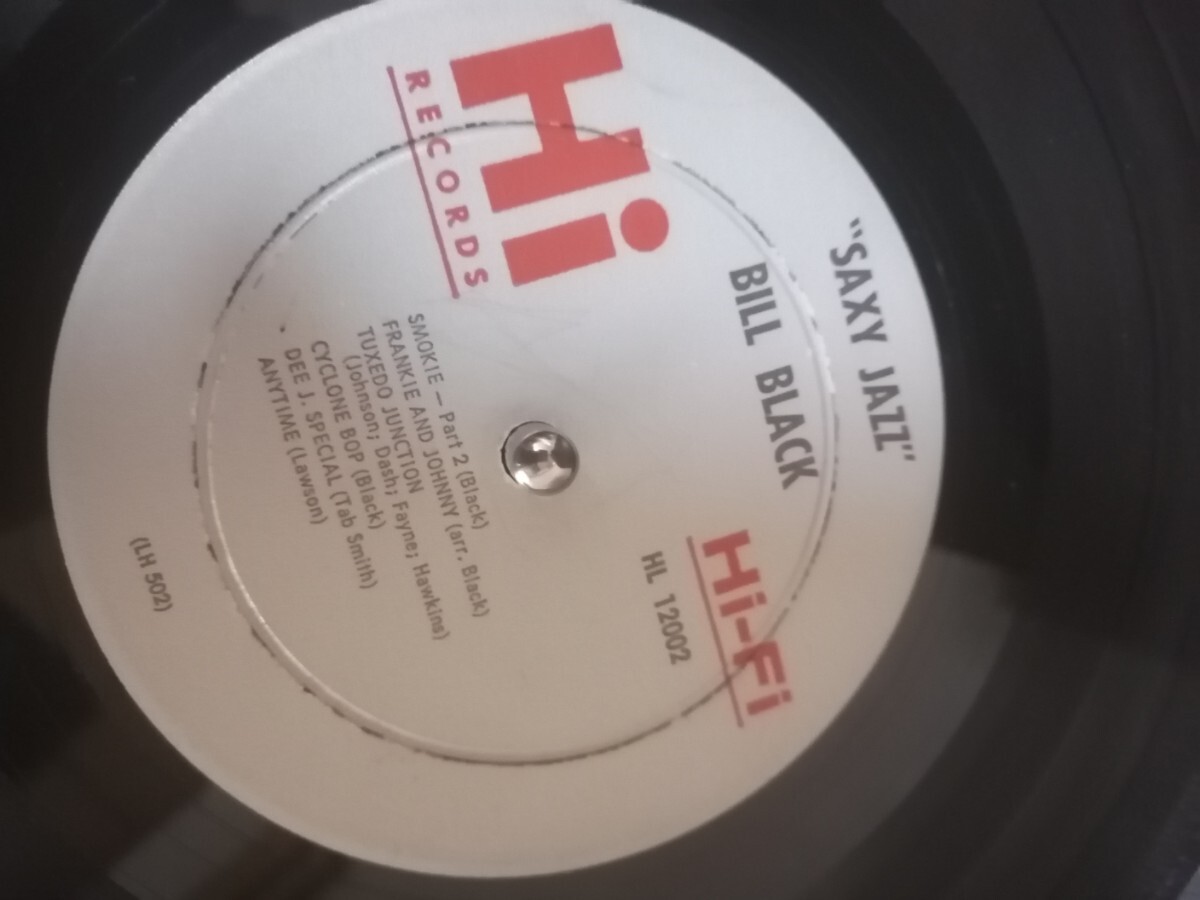 "SAXY JAZZ"
BILL BLACK
Hi
RECORDS
Hi-Fi
HL 12002
SMOKIE — Part 2 (Black)
FRANKIE AND JOHNNY (arr. Black)
TUXEDO JUNCTION
(Johnson; Dash; Fayne; Hawkins)
CYCLONE BOP (Black)
DEE J. SPECIAL (Tab Smith)
ANYTIME (Lawson)
(LH 502)